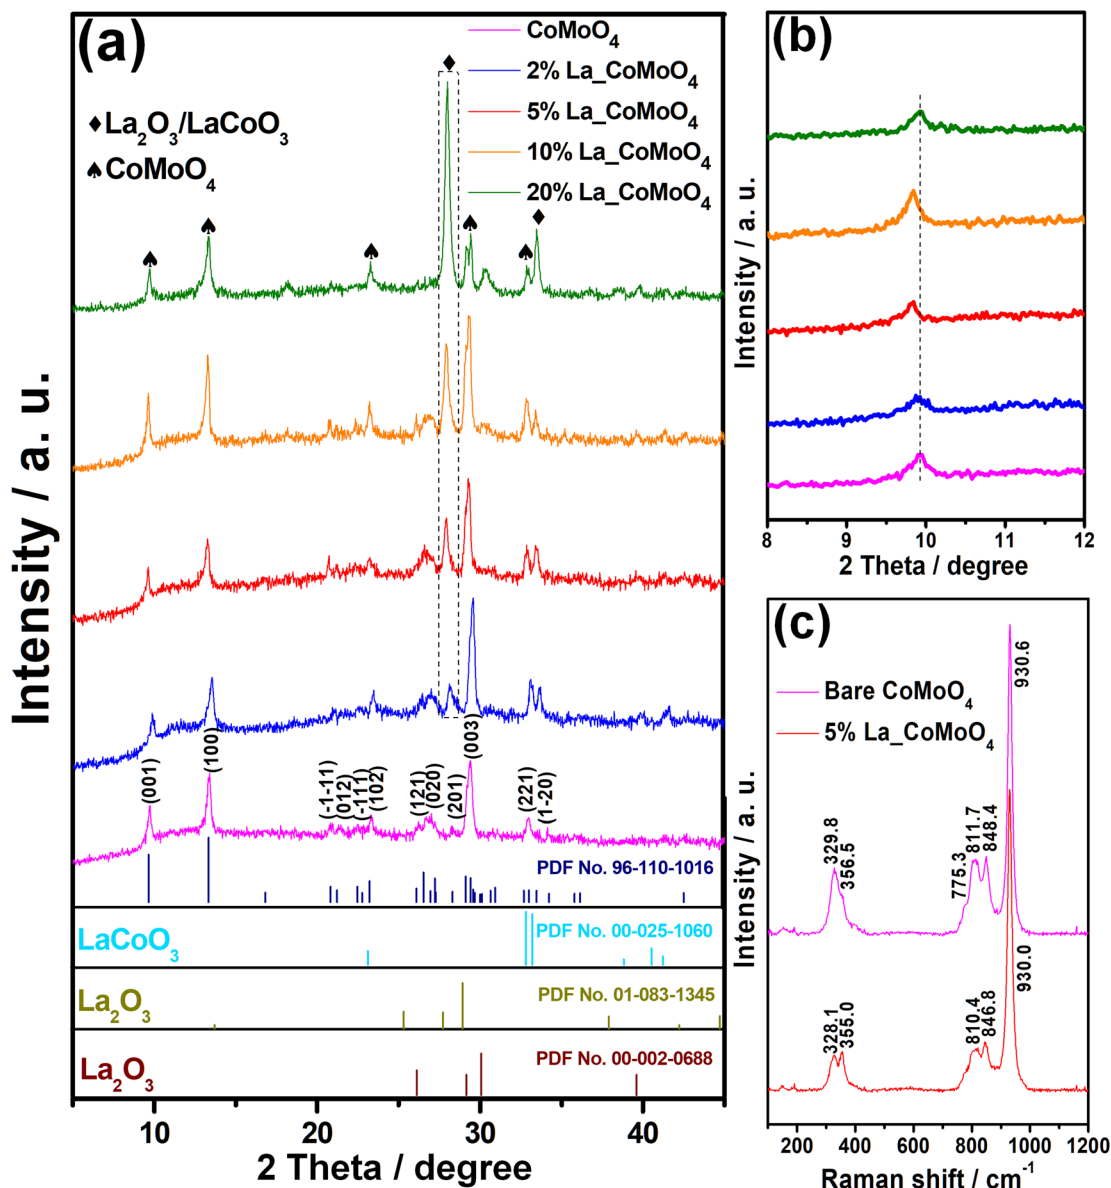 (a)
CoMoO4
2% La_CoMoO4
5% La_CoMoO4
10% La_CoMoO4
20% La_CoMoO4
♦ La2O3/LaCoO3
♠ CoMoO4
Intensity / a. u.
(001)
(100)
(-1-11)
(012)
(-111)
(102)
(121)
(020)
(201)
(003)
(221)
(1-20)
PDF No. 96-110-1016
LaCoO3
PDF No. 00-025-1060
La2O3
PDF No. 01-083-1345
La2O3
PDF No. 00-002-0688
10 20 30 40
2 Theta / degree
(b)
Intensity / a. u.
8 9 10 11 12
2 Theta / degree
(c)
Bare CoMoO4
5% La_CoMoO4
Intensity / a. u.
329.8
356.5
775.3
811.7
848.4
930.6
328.1
355.0
810.4
846.8
930.0
200 400 600 800 1000 1200
Raman shift / cm-1